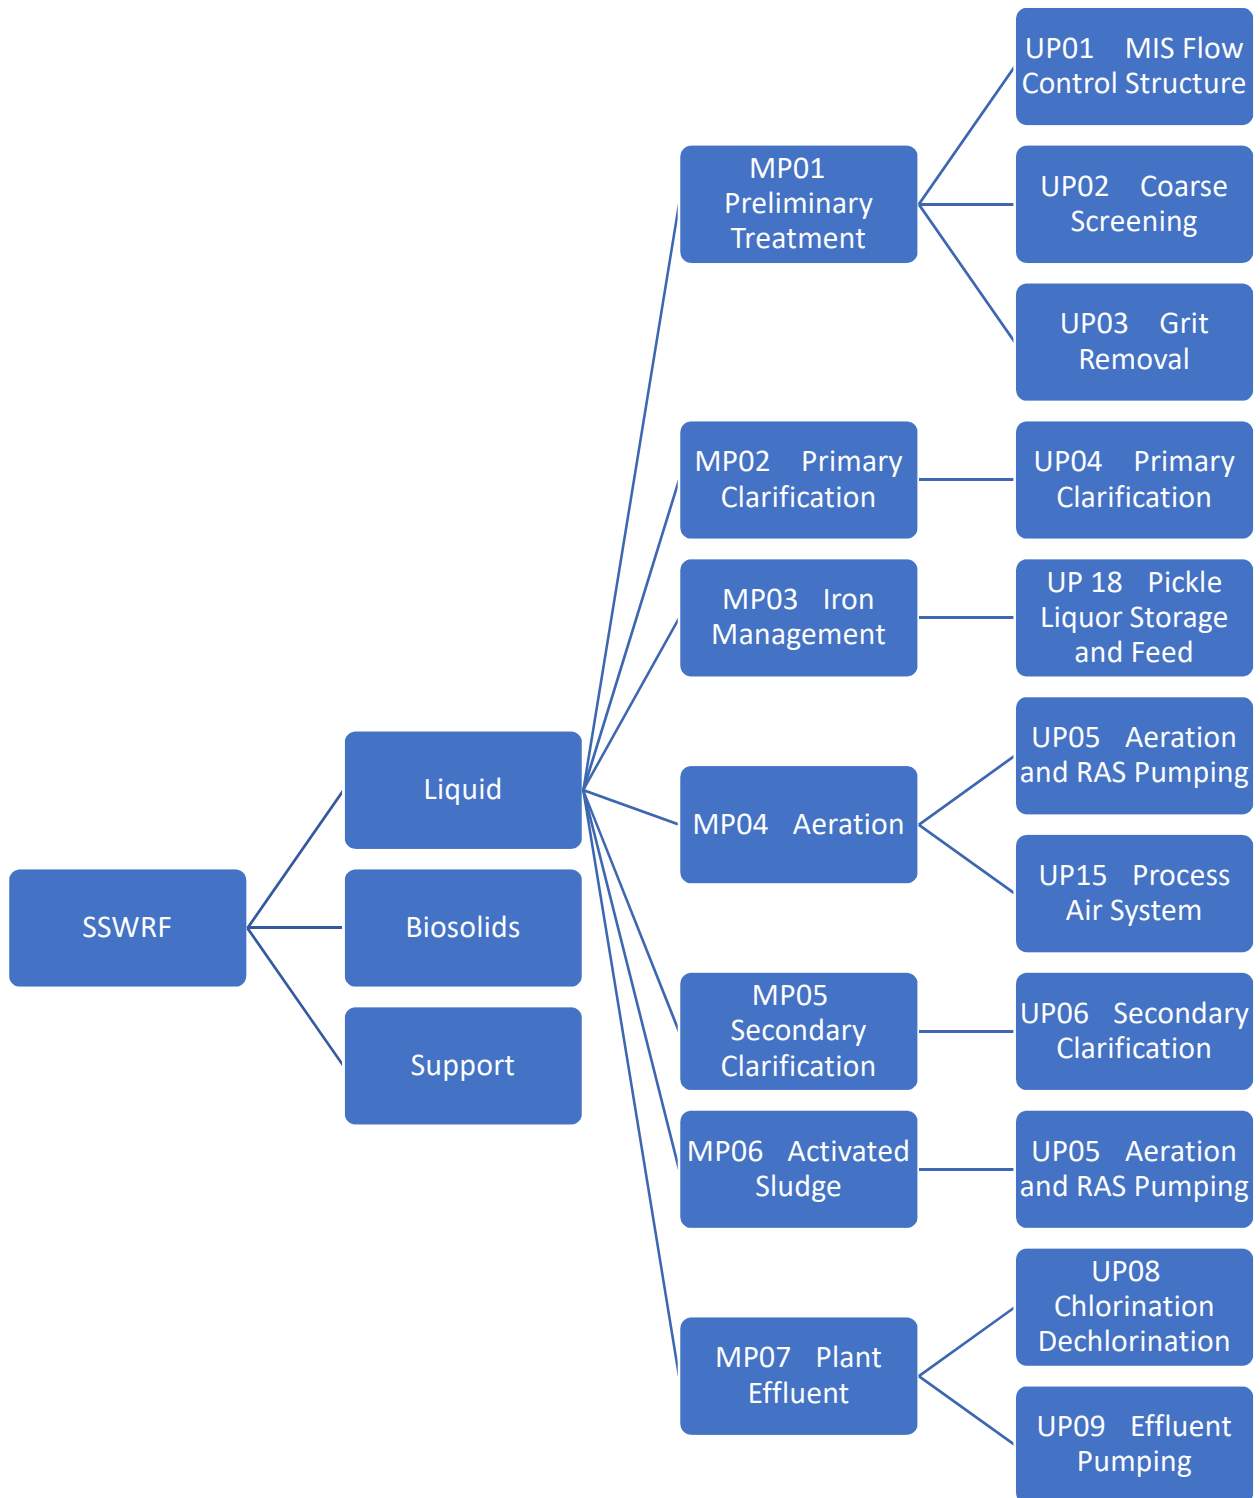 SSWRF
Liquid
Biosolids
Support
MP01
Preliminary
Treatment
MP02 Primary
Clarification
MP03 Iron
Management
MP04 Aeration
MP05
Secondary
Clarification
MP06 Activated
Sludge
MP07 Plant
Effluent
UP01 MIS Flow
Control Structure
UP02 Coarse
Screening
UP03 Grit
Removal
UP04 Primary
Clarification
UP 18 Pickle
Liquor Storage
and Feed
UP05 Aeration
and RAS Pumping
UP15 Process
Air System
UP06 Secondary
Clarification
UP05 Aeration
and RAS Pumping
UP08
Chlorination
Dechlorination
UP09 Effluent
Pumping